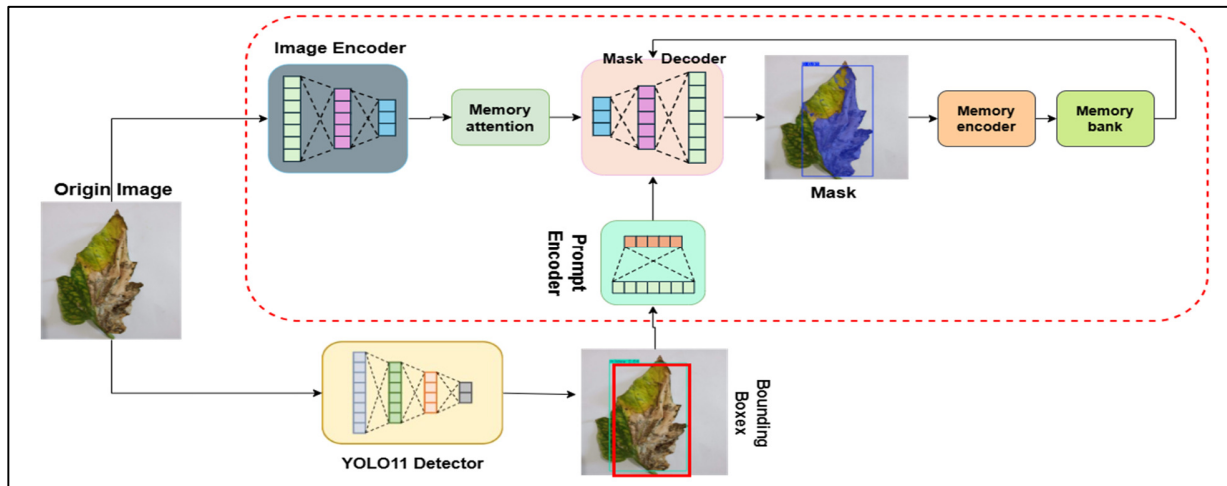 Image Encoder
Mask Decoder
Memory
attention
Memory
encoder
Memory
bank
Origin Image
Mask
Prompt
Encoder
Bounding
Boxex
YOLO11 Detector